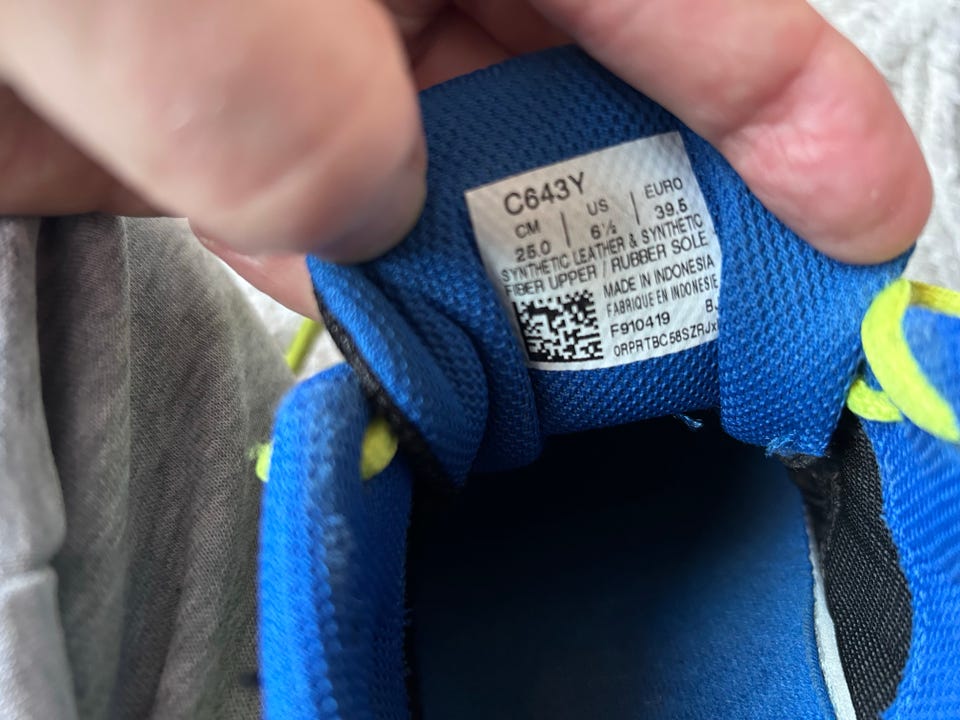 C643Y
CM | US | EURO
25.0 | 6½ | 39.5
SYNTHETIC LEATHER & SYNTHETIC
FIBER UPPER / RUBBER SOLE
MADE IN INDONESIA
FABRIQUE EN INDONESIE
F910419
0RPRTBC58SZRJx